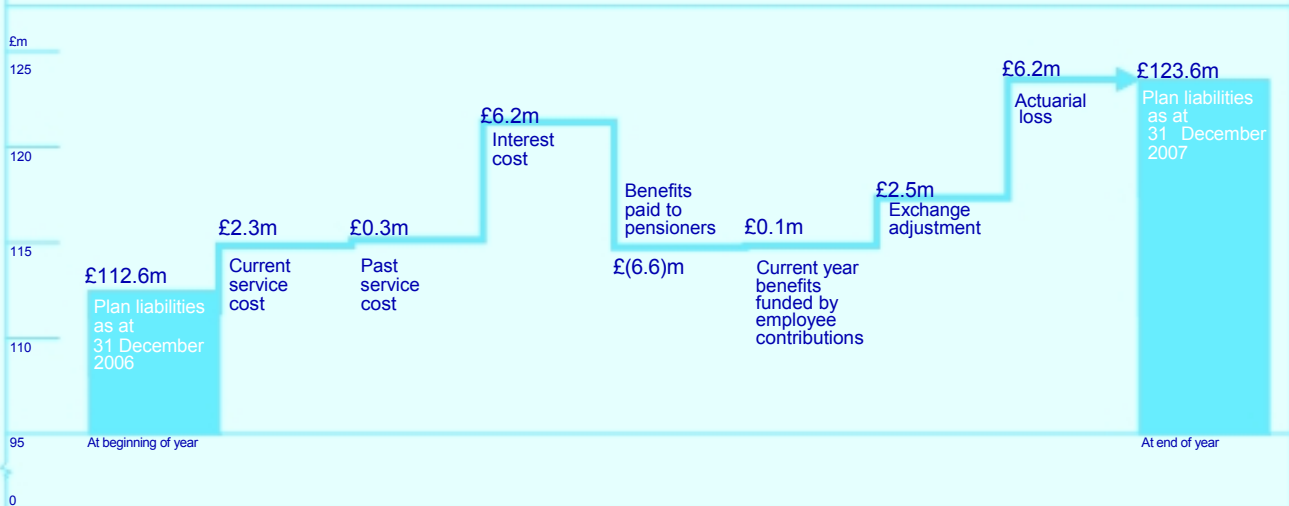 £m
125
120
115
110
95
0
£112.6m
Plan liabilities
as at
31 December
2006
At beginning of year
£2.3m
Current
service
cost
£0.3m
Past
service
cost
£6.2m
Interest
cost
Benefits
paid to
pensioners
£(6.6)m
£0.1m
Current year
benefits
funded by
employee
contributions
£2.5m
Exchange
adjustment
£6.2m
Actuarial
loss
£123.6m
Plan liabilities
as at
31 December
2007
At end of year